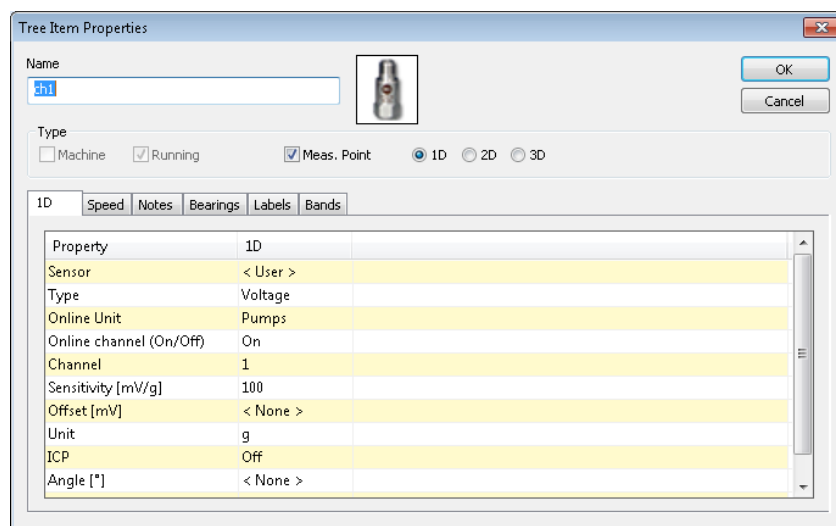 Tree Item Properties
Name
ch1
OK
Cancel
Type
Machine Running Meas. Point 1D 2D 3D
1D Speed Notes Bearings Labels Bands
Property 1D
Sensor < User >
Type Voltage
Online Unit Pumps
Online channel (On/Off) On
Channel 1
Sensitivity [mV/g] 100
Offset [mV] < None >
Unit g
ICP Off
Angle [°] < None >